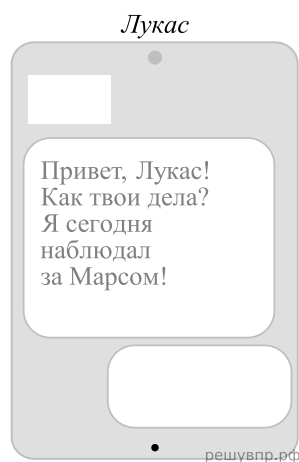 Лукас
Привет, Лукас!
Как твои дела?
Я сегодня
наблюдал
за Марсом!
решувпр.рф